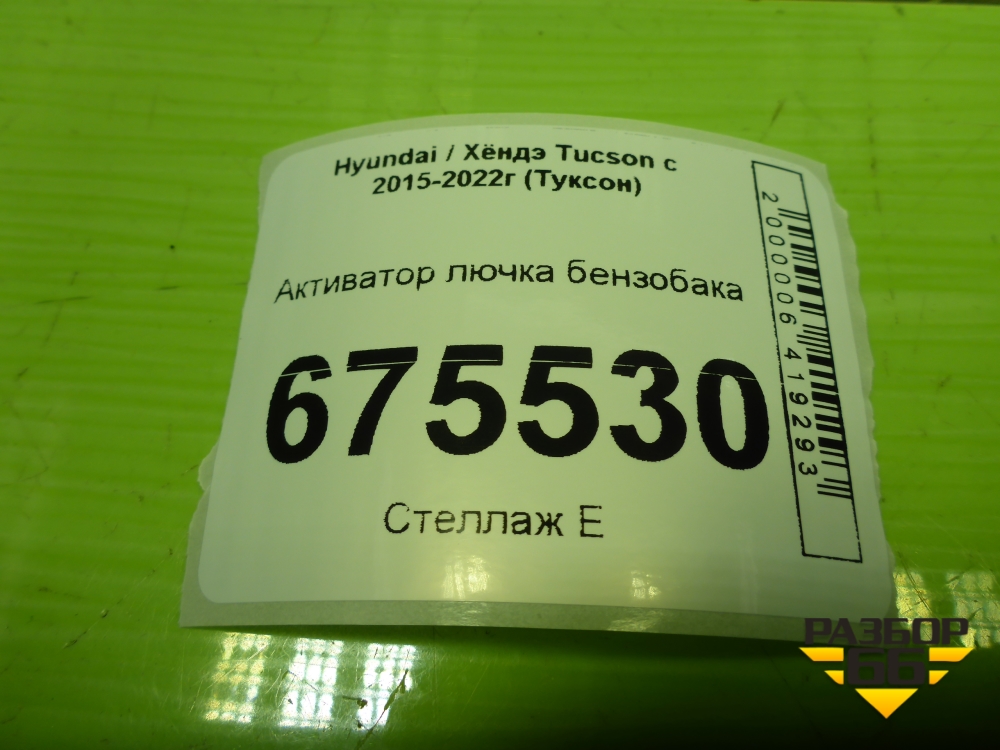 Hyundai / Хёндэ Tucson с
2015-2022г (Туксон)
Активатор лючка бензобака
675530
Стеллаж Е
2000006419293
РАЗБОР
66